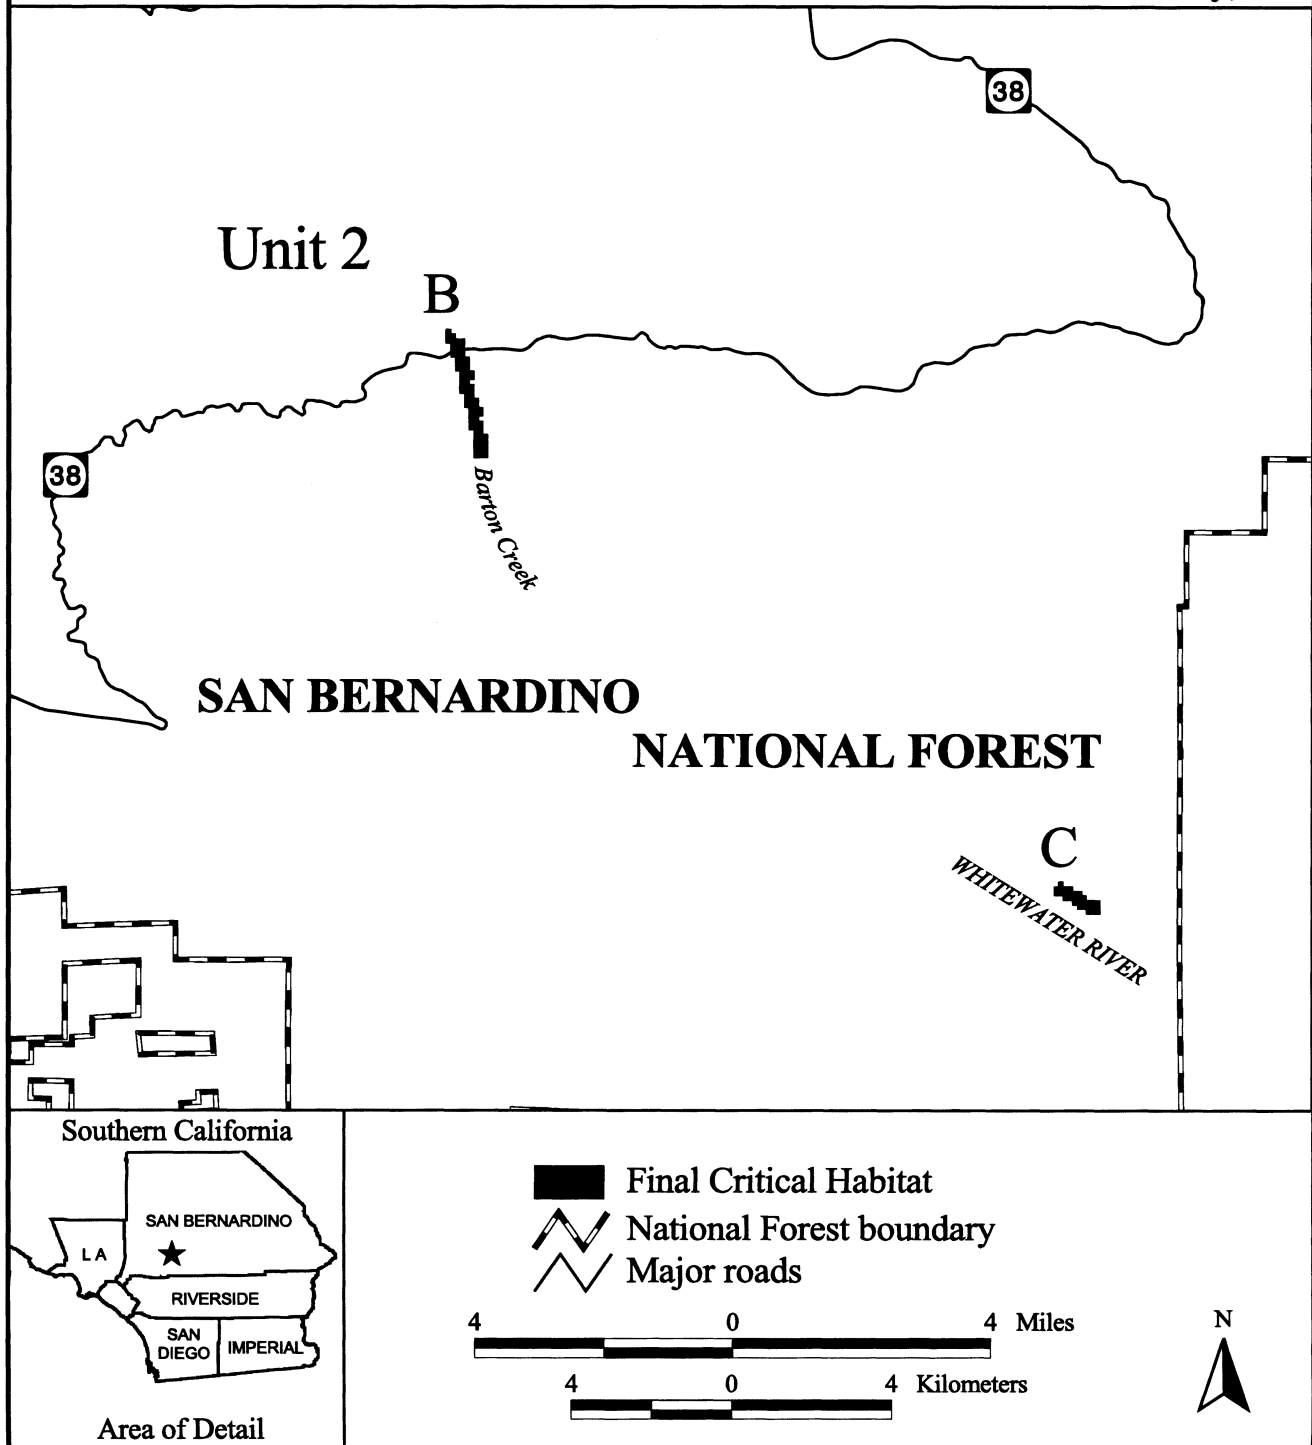 38
Unit 2
B
38
Barton Creek
SAN BERNARDINO
NATIONAL FOREST
C
WHITEWATER RIVER
Southern California
SAN BERNARDINO
L A
RIVERSIDE
SAN
DIEGO
IMPERIAL
Area of Detail
Final Critical Habitat
National Forest boundary
Major roads
4 0 4 Miles
4 0 4 Kilometers
N